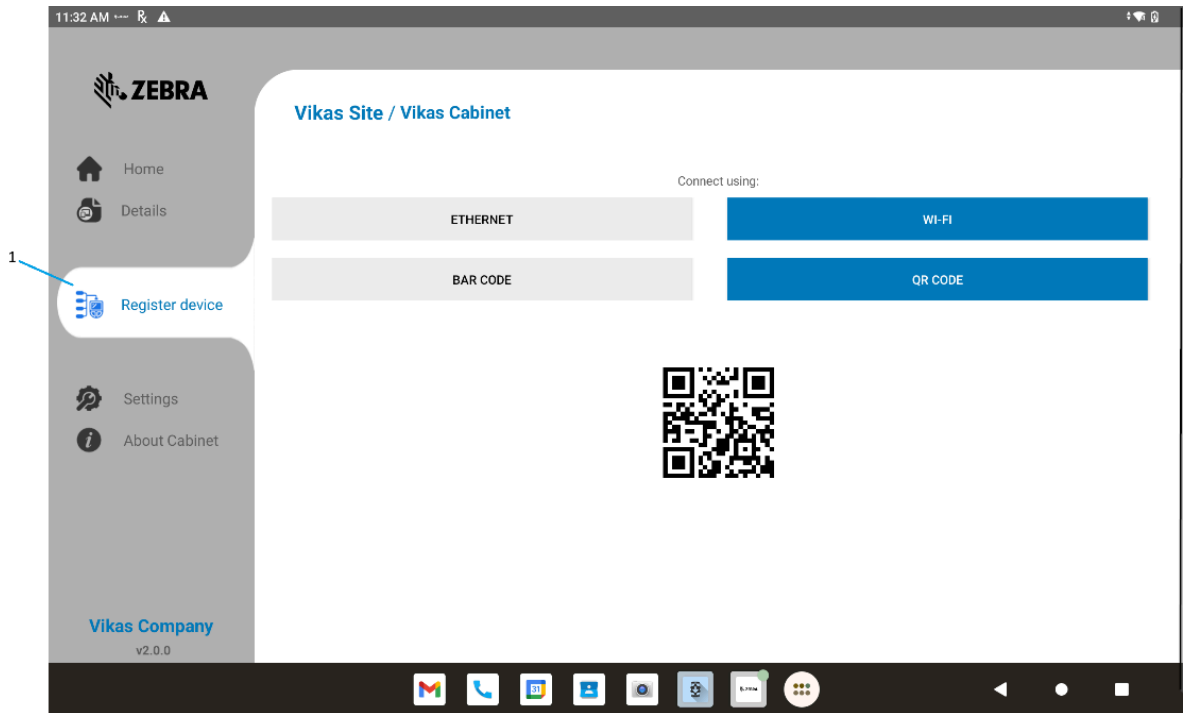 11:32 AM
ZEBRA
Vikas Site / Vikas Cabinet
Home
Details
Connect using:
ETHERNET
WI-FI
BAR CODE
QR CODE
1
Register device
Settings
About Cabinet
Vikas Company
v2.0.0
31